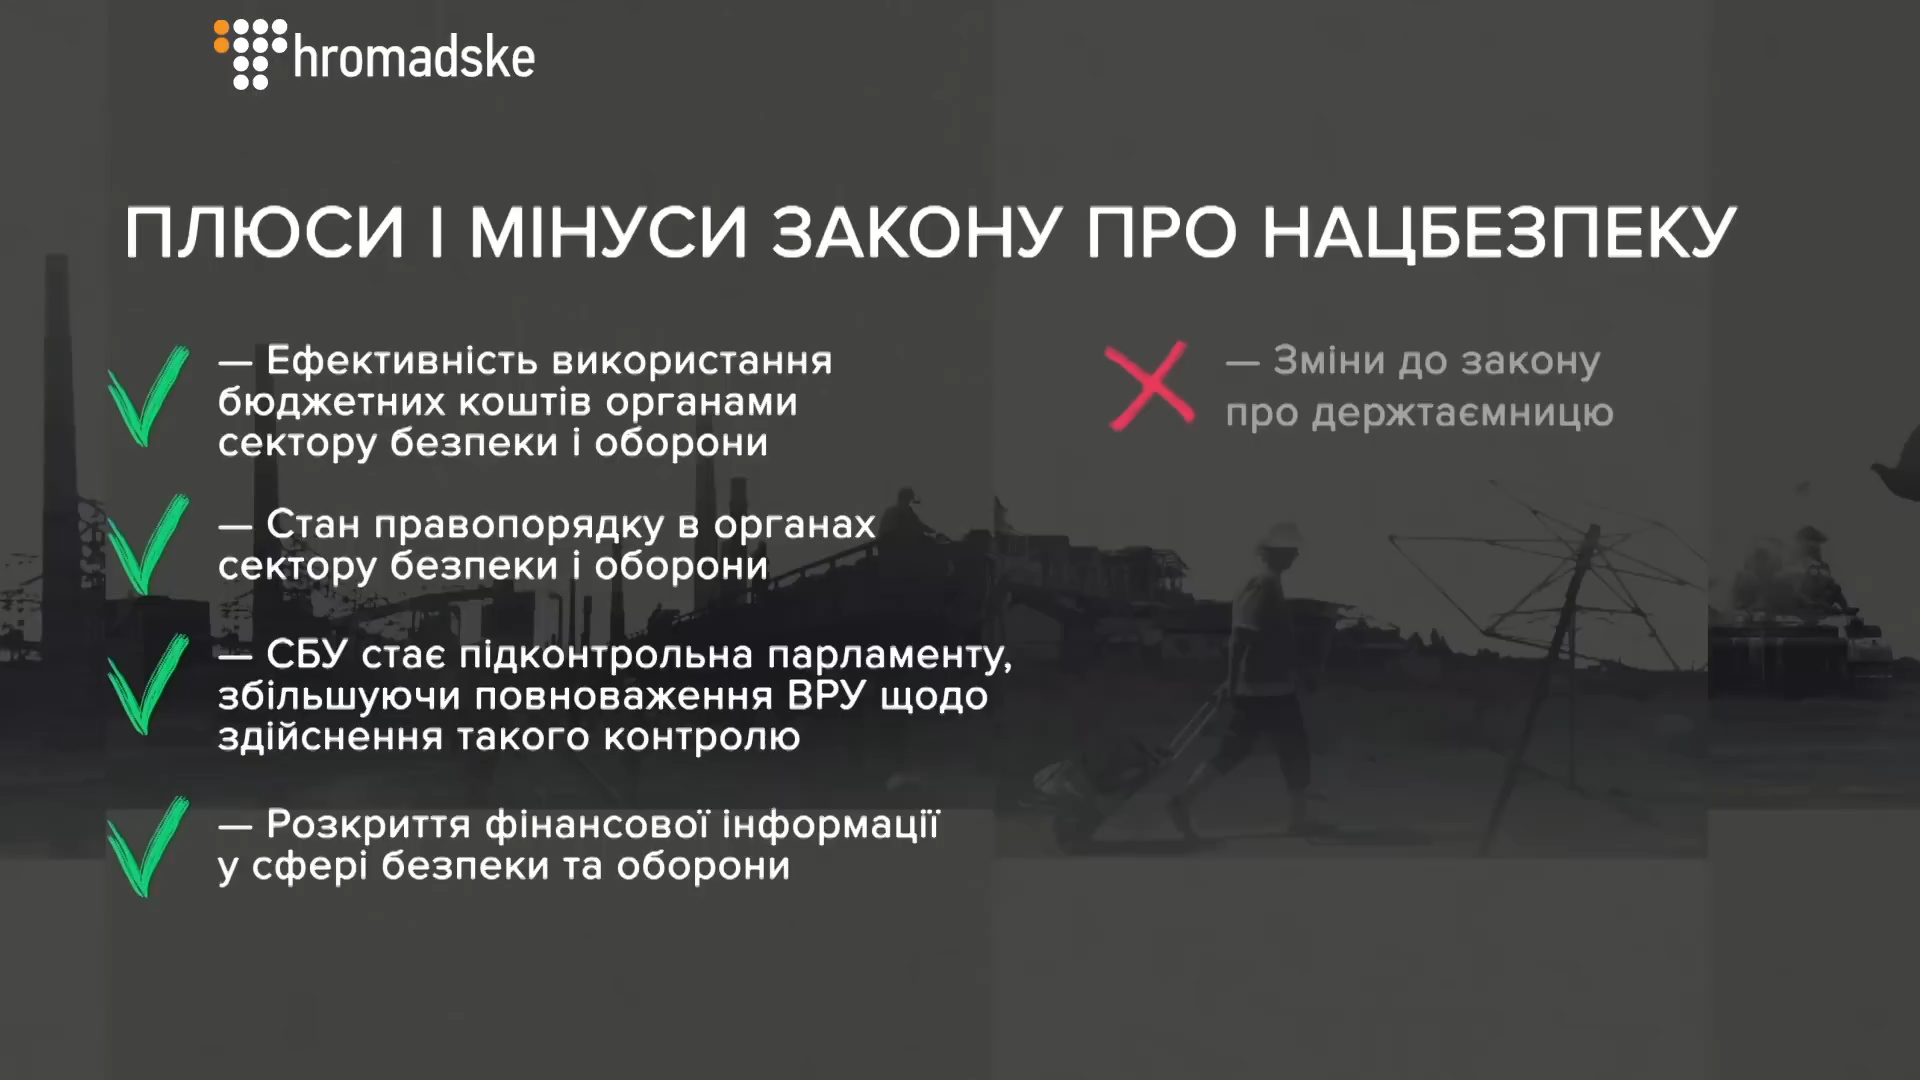 hromadske
ПЛЮСИ І МІНУСИ ЗАКОНУ ПРО НАЦБЕЗПЕКУ
— Ефективність використання
бюджетних коштів органами
сектору безпеки і оборони
— Стан правопорядку в органах
сектору безпеки і оборони
— СБУ стає підконтрольна парламенту,
збільшуючи повноваження ВРУ щодо
здійснення такого контролю
— Розкриття фінансової інформації
у сфері безпеки та оборони
— Зміни до закону
про держтаємницю